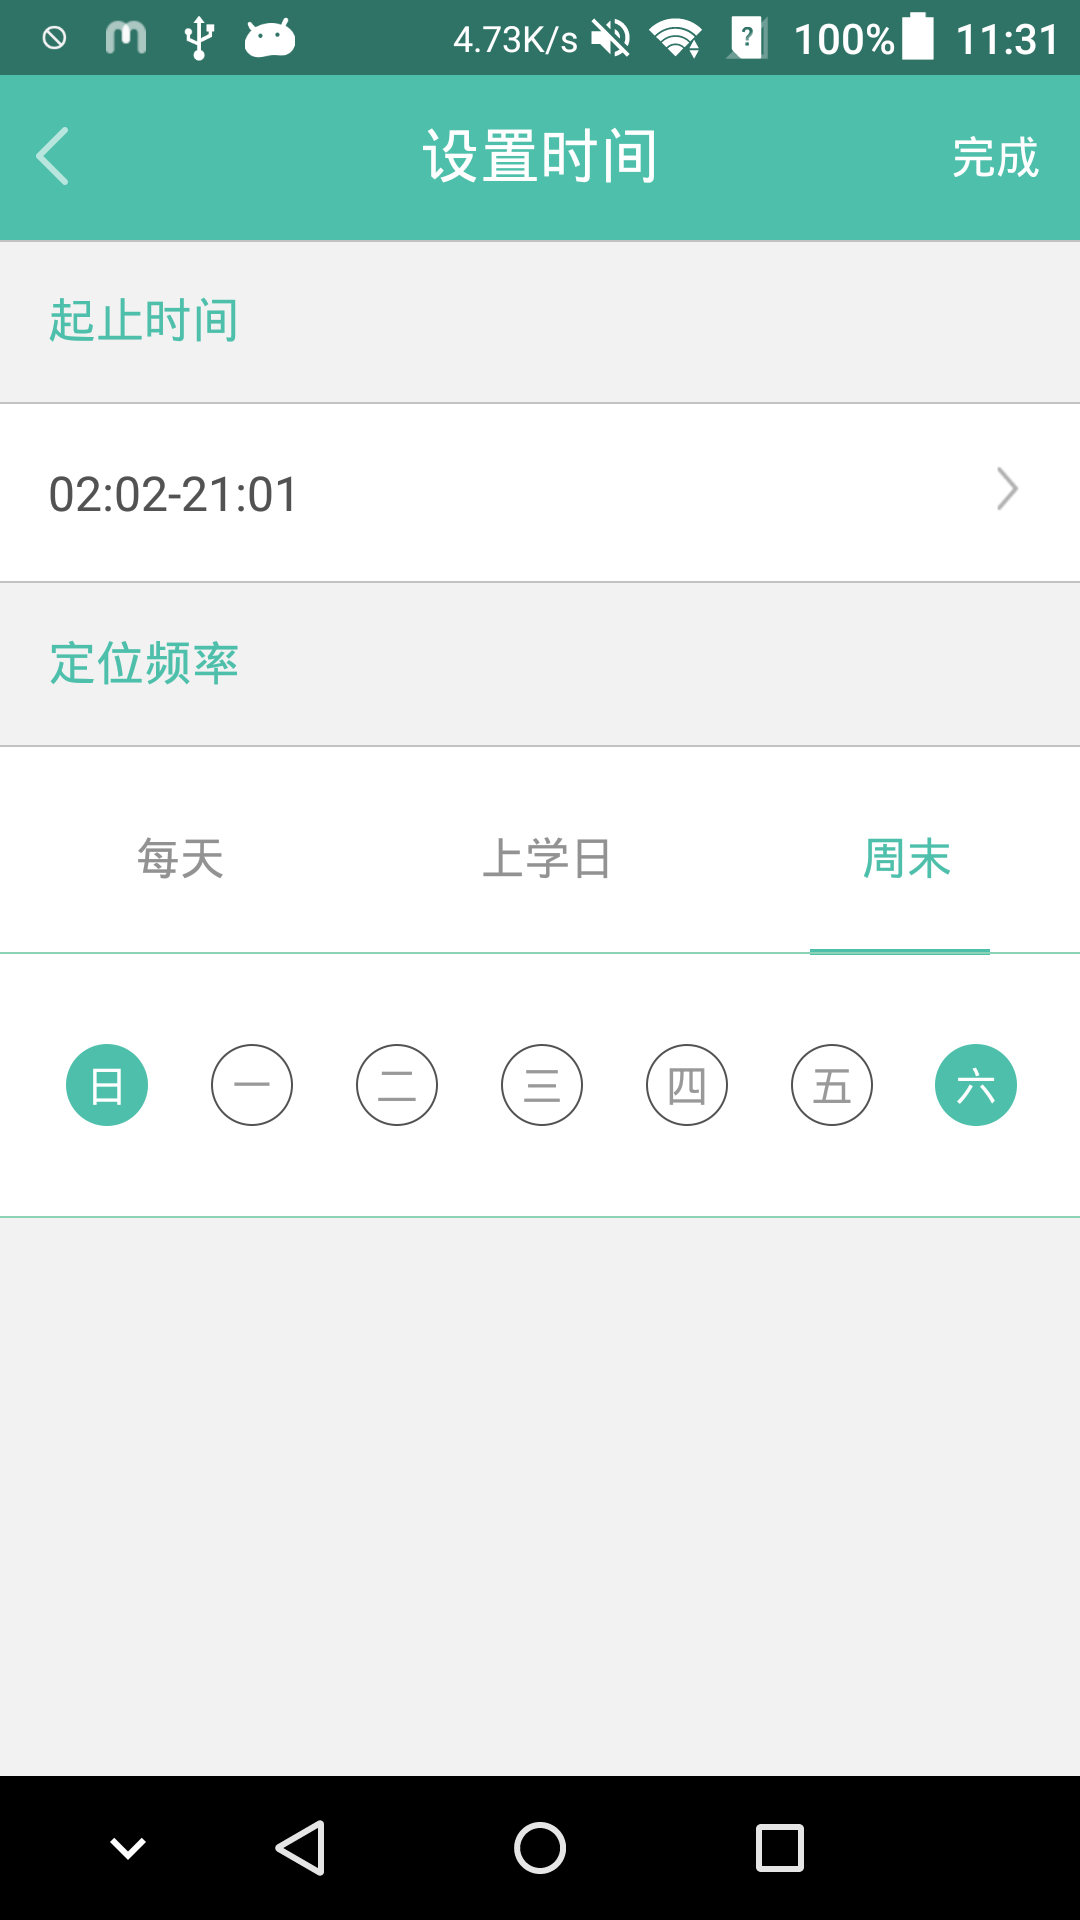 4.73K/s 100% 11:31
设置时间 完成
起止时间
02:02-21:01
定位频率
每天 上学日 周末
日 一 二 三 四 五 六